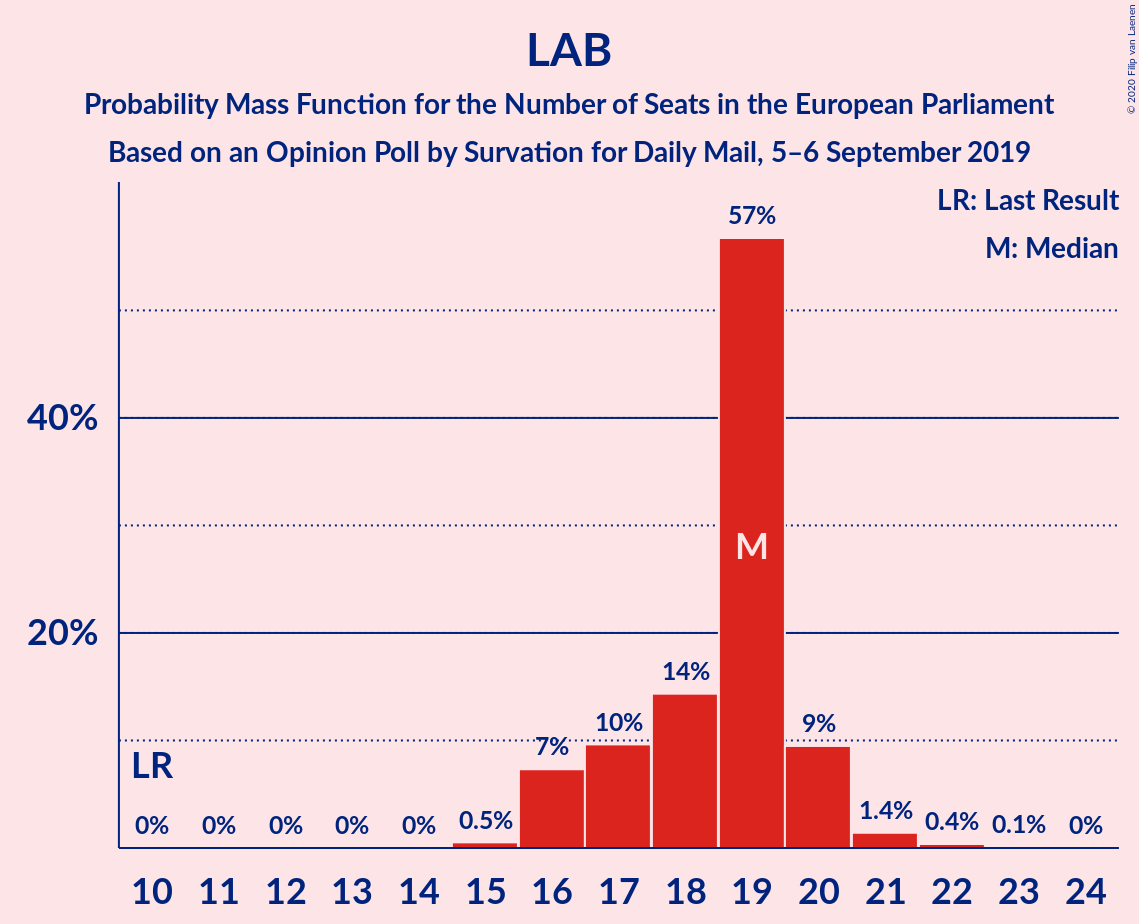 LAB
Probability Mass Function for the Number of Seats in the European Parliament
Based on an Opinion Poll by Survation for Daily Mail, 5–6 September 2019
© 2020 Filip van Laenen
LR: Last Result
M: Median
57%
40%
M
20%
14%
10%
9%
7%
LR
1.4%
0% 0% 0% 0% 0% 0.5% 0.4% 0.1% 0%
10 11 12 13 14 15 16 17 18 19 20 21 22 23 24